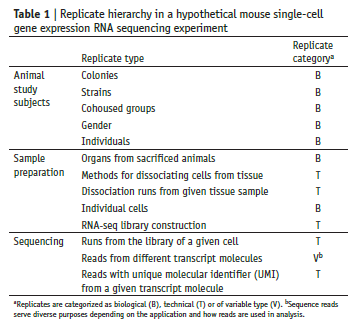 Table 1 | Replicate hierarchy in a hypothetical mouse single-cell
gene expression RNA sequencing experiment
Replicate type Replicate categoryᵃ
Animal study subjects Colonies B
Strains B
Cohoused groups B
Gender B
Individuals B
Sample preparation Organs from sacrificed animals B
Methods for dissociating cells from tissue T
Dissociation runs from given tissue sample T
Individual cells B
RNA-seq library construction T
Sequencing Runs from the library of a given cell T
Reads from different transcript molecules Vᵇ
Reads with unique molecular identifier (UMI) from a given transcript molecule T
ᵃReplicates are categorized as biological (B), technical (T) or of variable type (V). ᵇSequence reads
serve diverse purposes depending on the application and how reads are used in analysis.